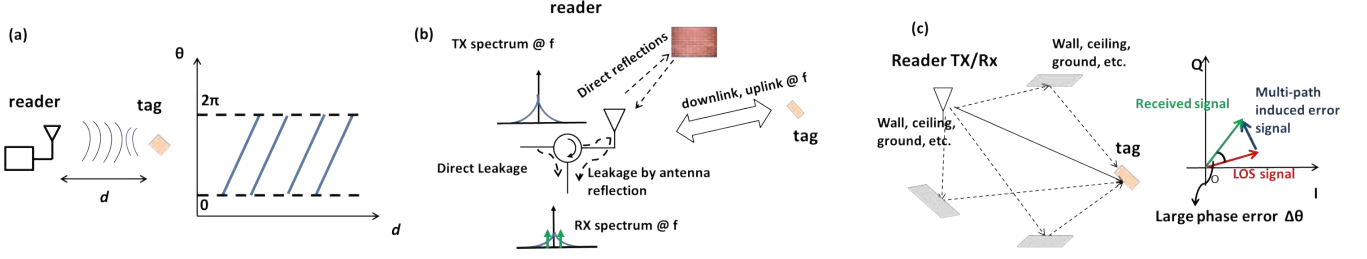 (a)
reader
tag
d
θ
2π
0
d
(b)
reader
TX spectrum @ f
Direct reflections
downlink, uplink @ f
tag
Direct Leakage
Leakage by antenna
reflection
RX spectrum @ f
(c)
Reader TX/Rx
Wall, ceiling,
ground, etc.
Wall, ceiling,
ground, etc.
tag
Q
Received signal
Multi-path
induced error
signal
O
LOS signal
I
Large phase error Δθ